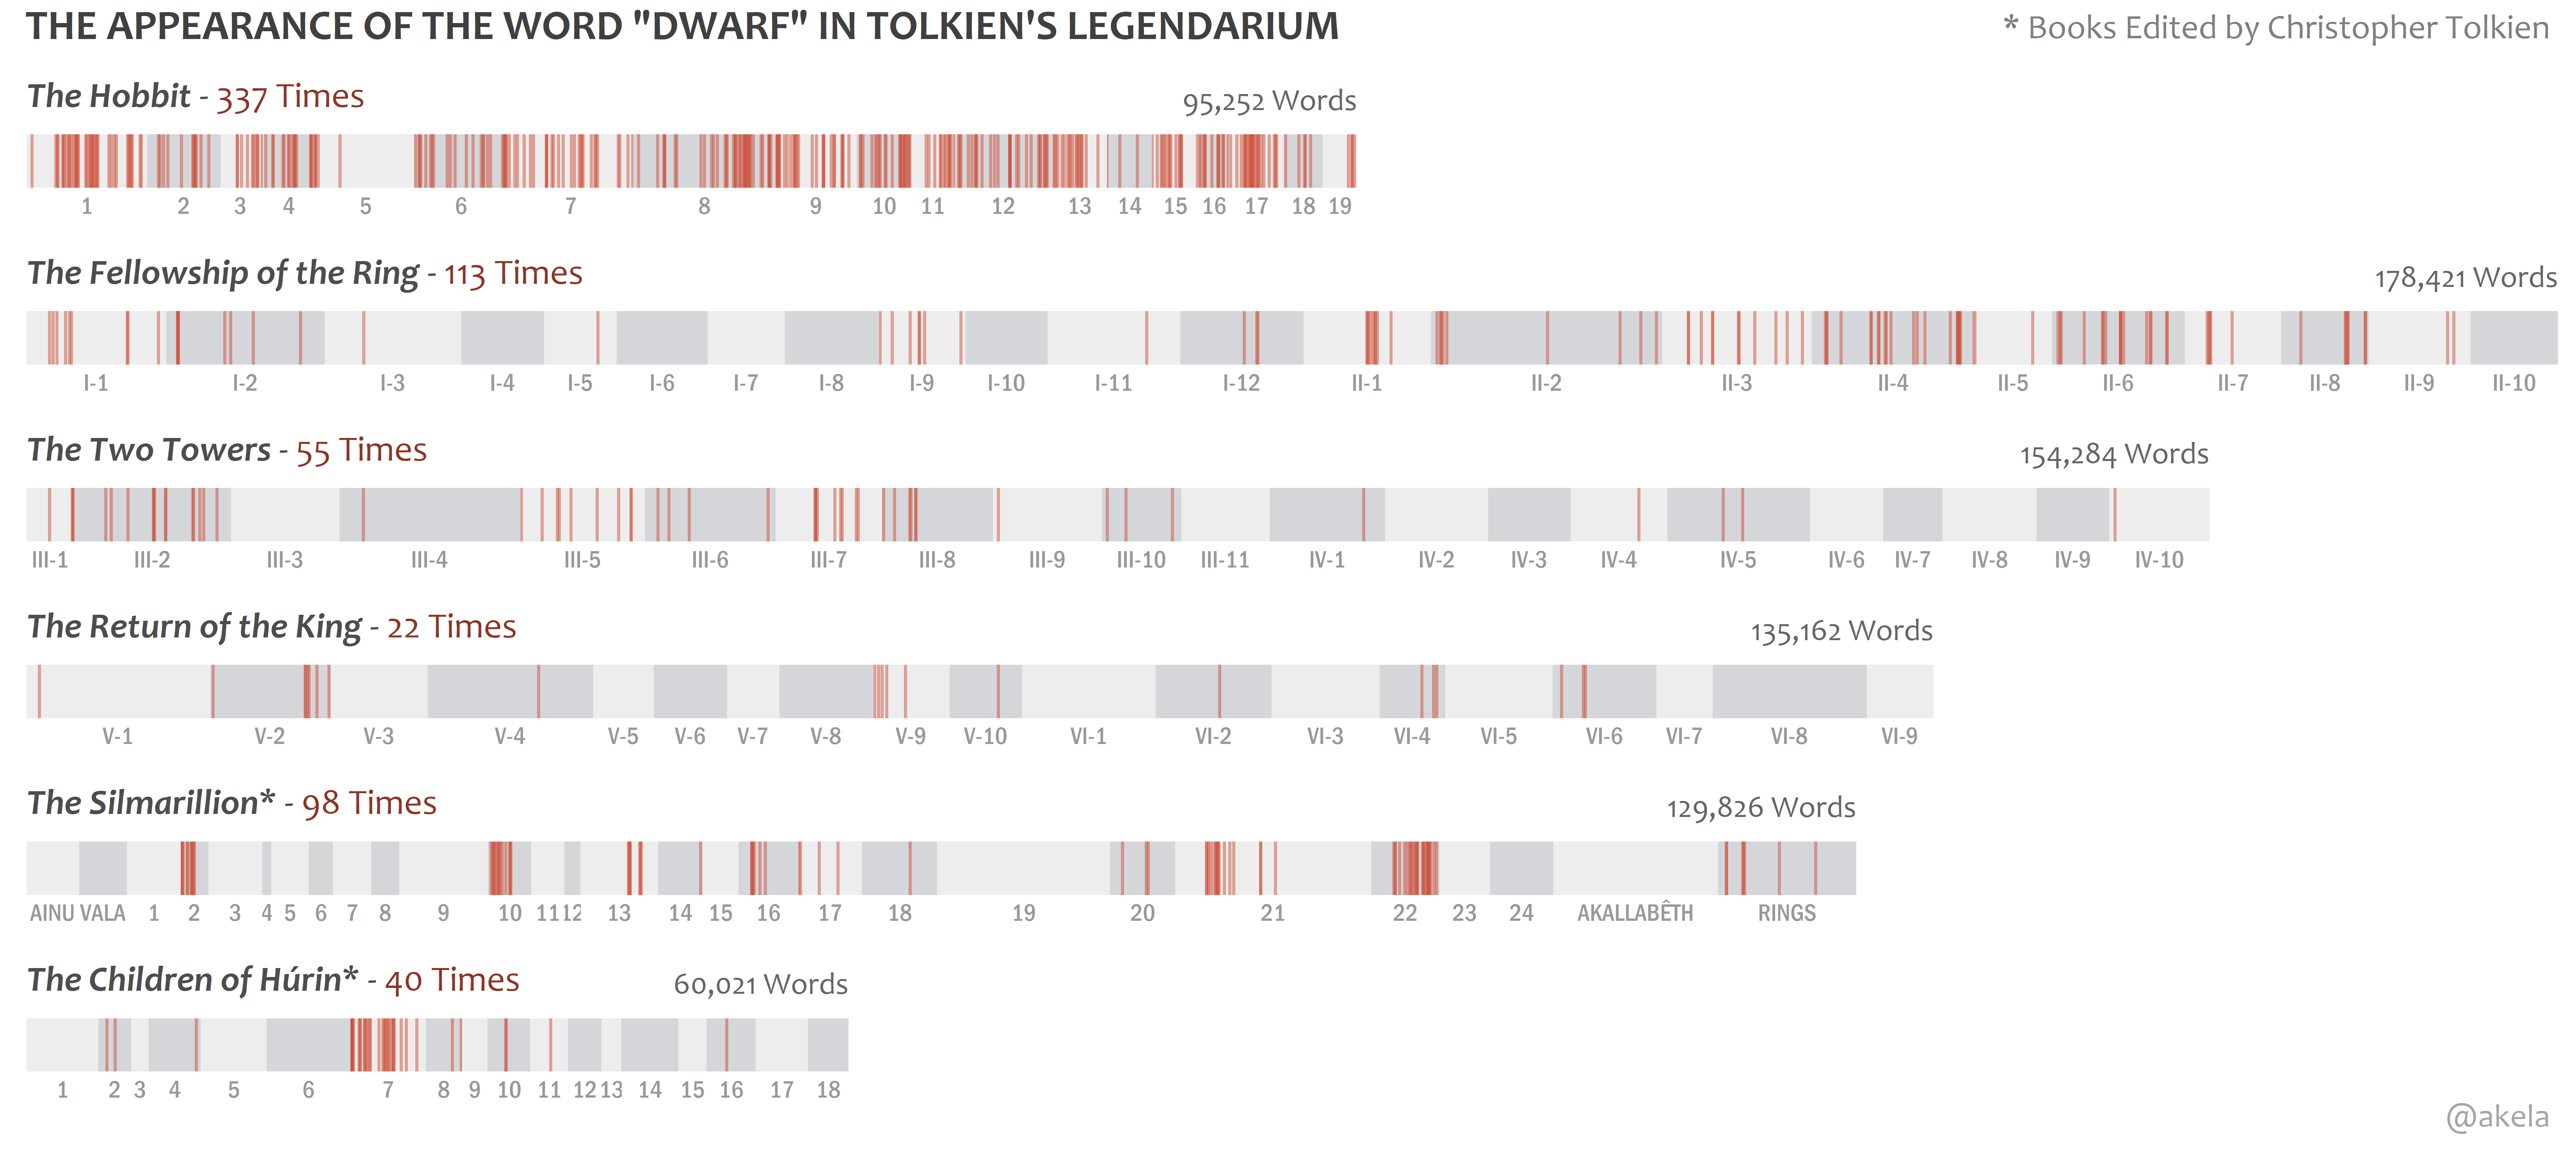 THE APPEARANCE OF THE WORD "DWARF" IN TOLKIEN'S LEGENDARIUM
* Books Edited by Christopher Tolkien
The Hobbit - 337 Times
95,252 Words
1 2 3 4 5 6 7 8 9 10 11 12 13 14 15 16 17 18 19
The Fellowship of the Ring - 113 Times
178,421 Words
I-1 I-2 I-3 I-4 I-5 I-6 I-7 I-8 I-9 I-10 I-11 I-12 II-1 II-2 II-3 II-4 II-5 II-6 II-7 II-8 II-9 II-10
The Two Towers - 55 Times
154,284 Words
III-1 III-2 III-3 III-4 III-5 III-6 III-7 III-8 III-9 III-10 III-11 IV-1 IV-2 IV-3 IV-4 IV-5 IV-6 IV-7 IV-8 IV-9 IV-10
The Return of the King - 22 Times
135,162 Words
V-1 V-2 V-3 V-4 V-5 V-6 V-7 V-8 V-9 V-10 VI-1 VI-2 VI-3 VI-4 VI-5 VI-6 VI-7 VI-8 VI-9
The Silmarillion* - 98 Times
129,826 Words
AINU VALA 1 2 3 4 5 6 7 8 9 10 11 12 13 14 15 16 17 18 19 20 21 22 23 24 AKALLABÊTH RINGS
The Children of Húrin* - 40 Times
60,021 Words
1 2 3 4 5 6 7 8 9 10 11 12 13 14 15 16 17 18
@akela